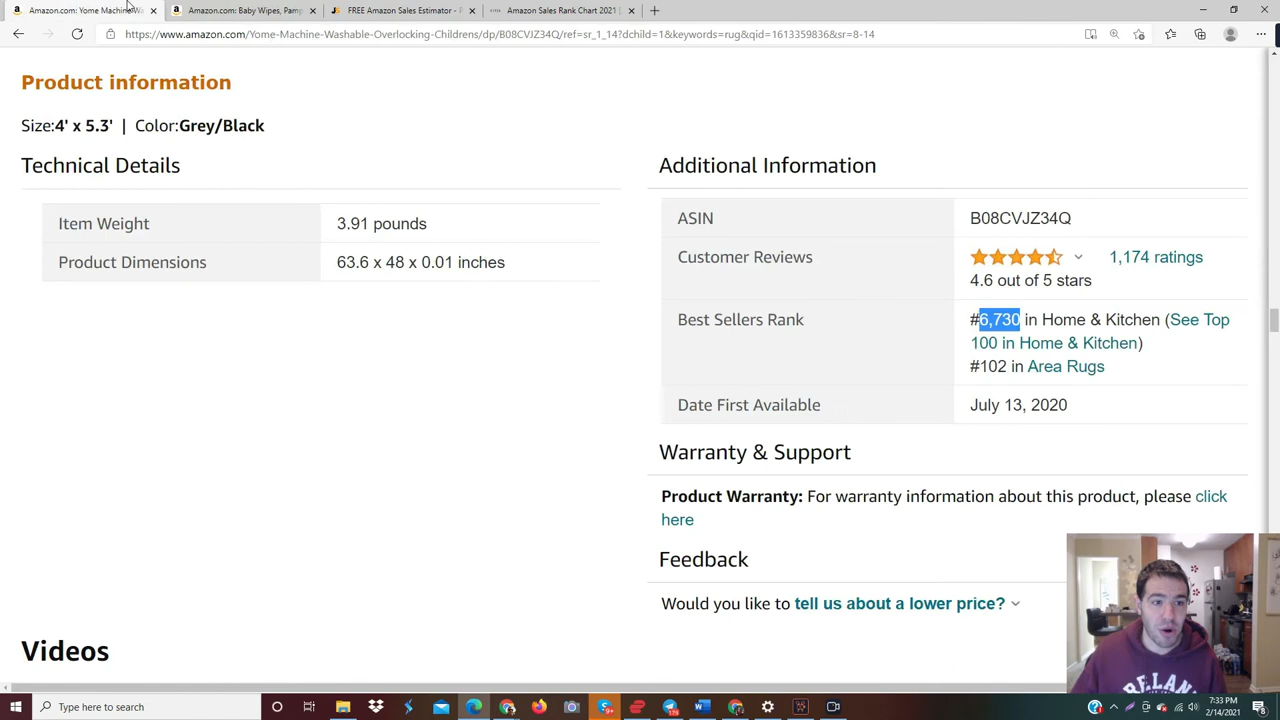 Amazon.com: Yome Machine Wa
Amazon.com: Baby Wipes, Pamp
FREE Amazon Sales Estimator - P
Amazon Sales Rank Chart 2021 |
https://www.amazon.com/Yome-Machine-Washable-Overlocking-Childrens/dp/B08CVJZ34Q/ref=sr_1_14?dchild=1&keywords=rug&qid=1613359836&sr=8-14
Product information
Size:4' x 5.3' | Color:Grey/Black
Technical Details
Item Weight 3.91 pounds
Product Dimensions 63.6 x 48 x 0.01 inches
Additional Information
ASIN B08CVJZ34Q
Customer Reviews 1,174 ratings
4.6 out of 5 stars
Best Sellers Rank #6,730 in Home & Kitchen (See Top
100 in Home & Kitchen)
#102 in Area Rugs
Date First Available July 13, 2020
Warranty & Support
Product Warranty: For warranty information about this product, please click
here
Feedback
Would you like to tell us about a lower price?
Videos
Type here to search
7:33 PM
2/14/2021